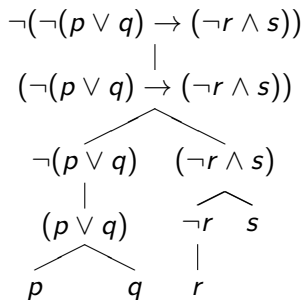 ¬(¬(p ∨ q) → (¬r ∧ s))
(¬(p ∨ q) → (¬r ∧ s))
¬(p ∨ q) (¬r ∧ s)
(p ∨ q) ¬r s
p q r